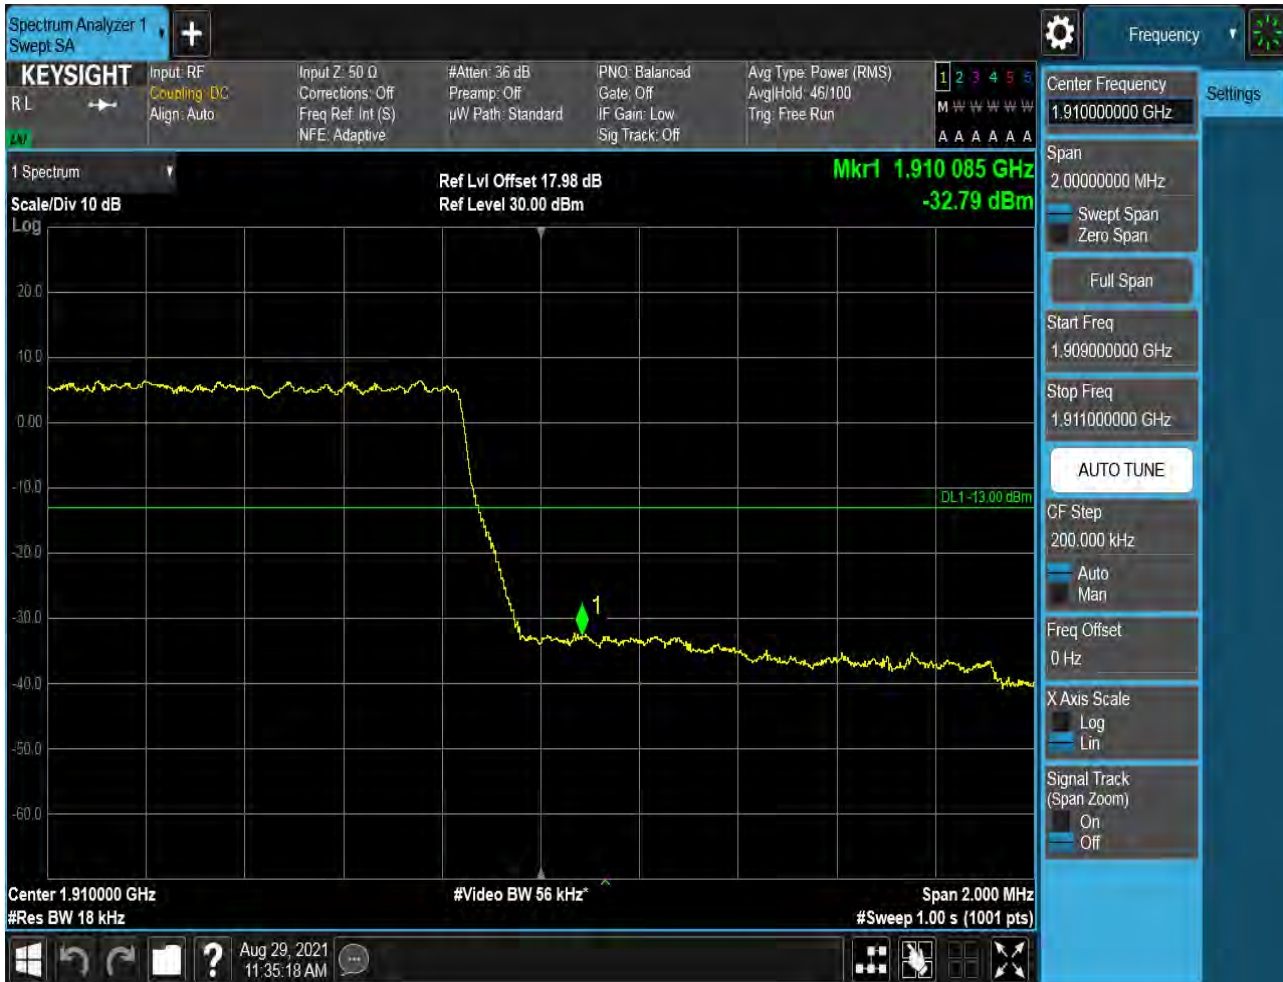 Spectrum Analyzer 1
Swept SA
Frequency
KEYSIGHT
R L
LXI
Input: RF
Coupling: DC
Align: Auto
Input Z: 50 Ω
Corrections: Off
Freq Ref: Int (S)
NFE: Adaptive
#Atten: 36 dB
Preamp: Off
µW Path: Standard
PNO: Balanced
Gate: Off
IF Gain: Low
Sig Track: Off
Avg Type: Power (RMS)
Avg|Hold: 46/100
Trig: Free Run
1 2 3 4 5 6
M W W W W W
A A A A A A
1 Spectrum
Scale/Div 10 dB
Log
Ref Lvl Offset 17.98 dB
Ref Level 30.00 dBm
Mkr1 1.910 085 GHz
-32.79 dBm
20.0
10.0
0.00
-10.0
-20.0
-30.0
-40.0
-50.0
-60.0
DL1 -13.00 dBm
1
Center 1.910000 GHz
#Res BW 18 kHz
#Video BW 56 kHz*
Span 2.000 MHz
#Sweep 1.00 s (1001 pts)
Center Frequency
1.910000000 GHz
Settings
Span
2.00000000 MHz
Swept Span
Zero Span
Full Span
Start Freq
1.909000000 GHz
Stop Freq
1.911000000 GHz
AUTO TUNE
CF Step
200.000 kHz
Auto
Man
Freq Offset
0 Hz
X Axis Scale
Log
Lin
Signal Track
(Span Zoom)
On
Off
?
Aug 29, 2021
11:35:18 AM